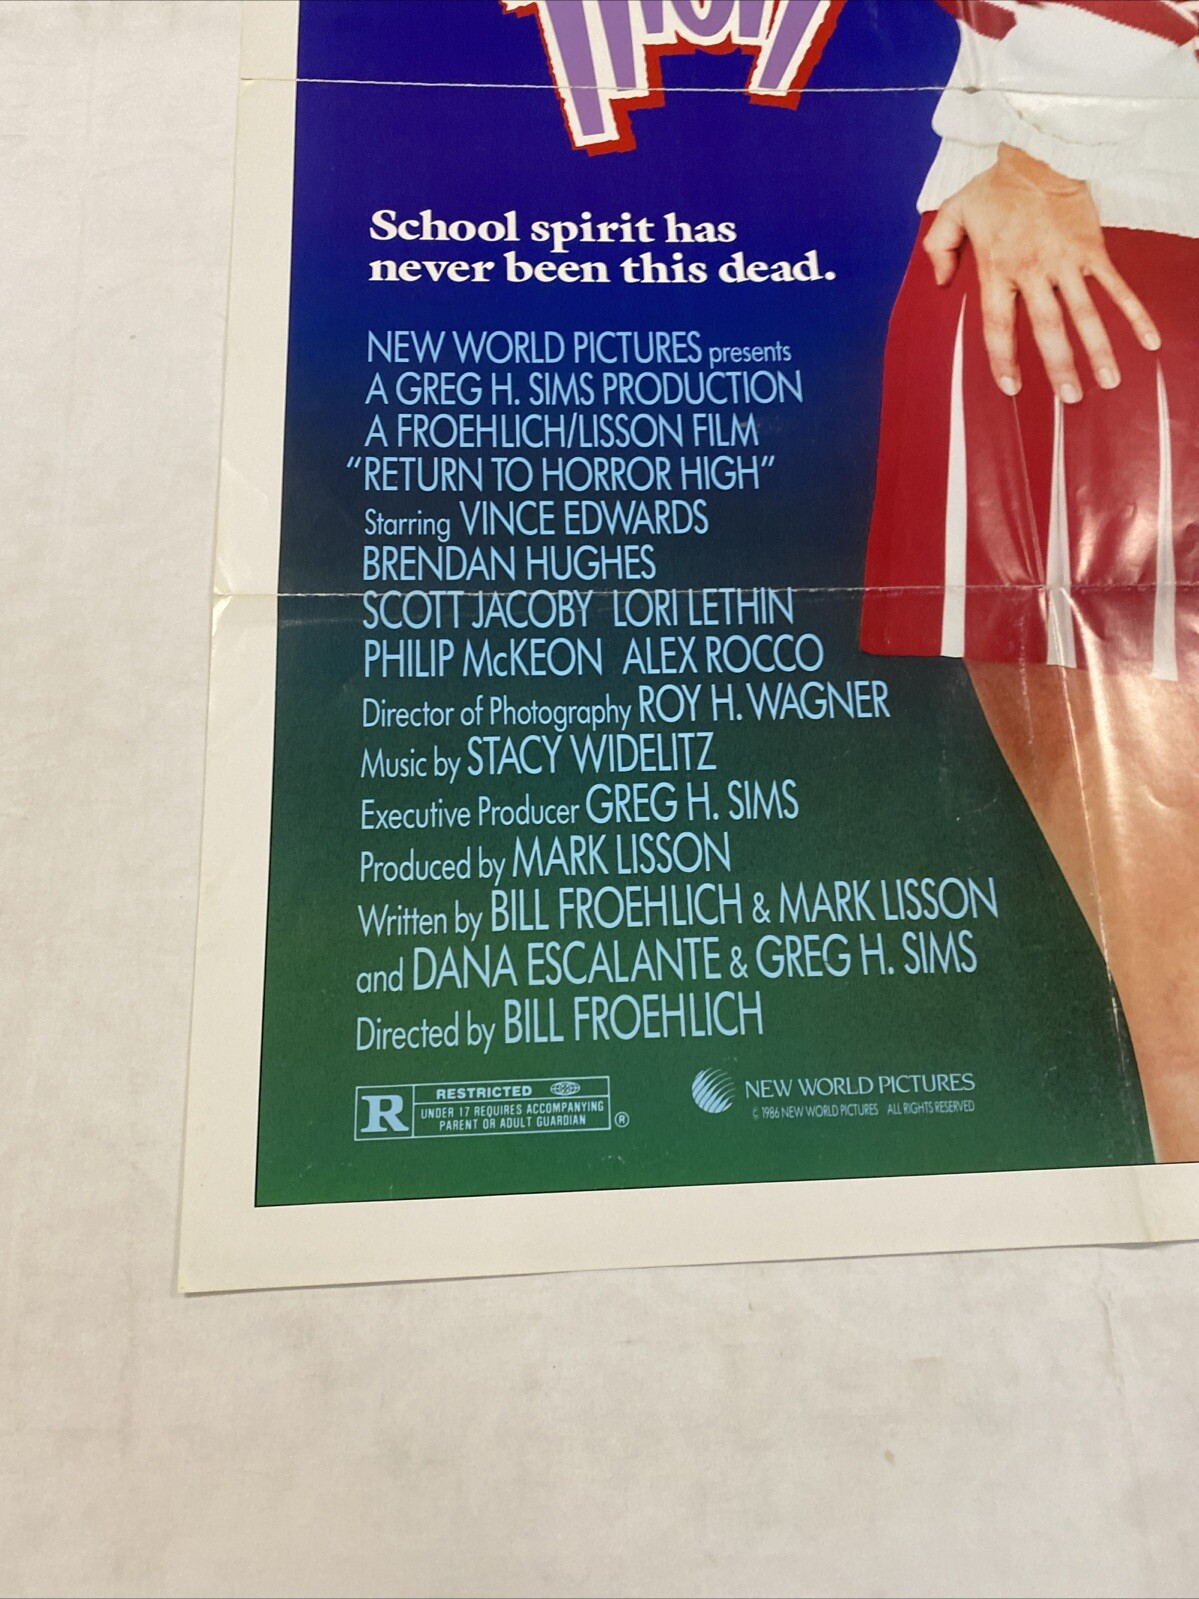 High
School spirit has
never been this dead.
NEW WORLD PICTURES presents
A GREG H. SIMS PRODUCTION
A FROEHLICH/LISSON FILM
"RETURN TO HORROR HIGH"
Starring VINCE EDWARDS
BRENDAN HUGHES
SCOTT JACOBY LORI LETHIN
PHILIP McKEON ALEX ROCCO
Director of Photography ROY H. WAGNER
Music by STACY WIDELITZ
Executive Producer GREG H. SIMS
Produced by MARK LISSON
Written by BILL FROEHLICH & MARK LISSON
and DANA ESCALANTE & GREG H. SIMS
Directed by BILL FROEHLICH
R RESTRICTED
UNDER 17 REQUIRES ACCOMPANYING
PARENT OR ADULT GUARDIAN ®
NEW WORLD PICTURES
© 1986 NEW WORLD PICTURES ALL RIGHTS RESERVED